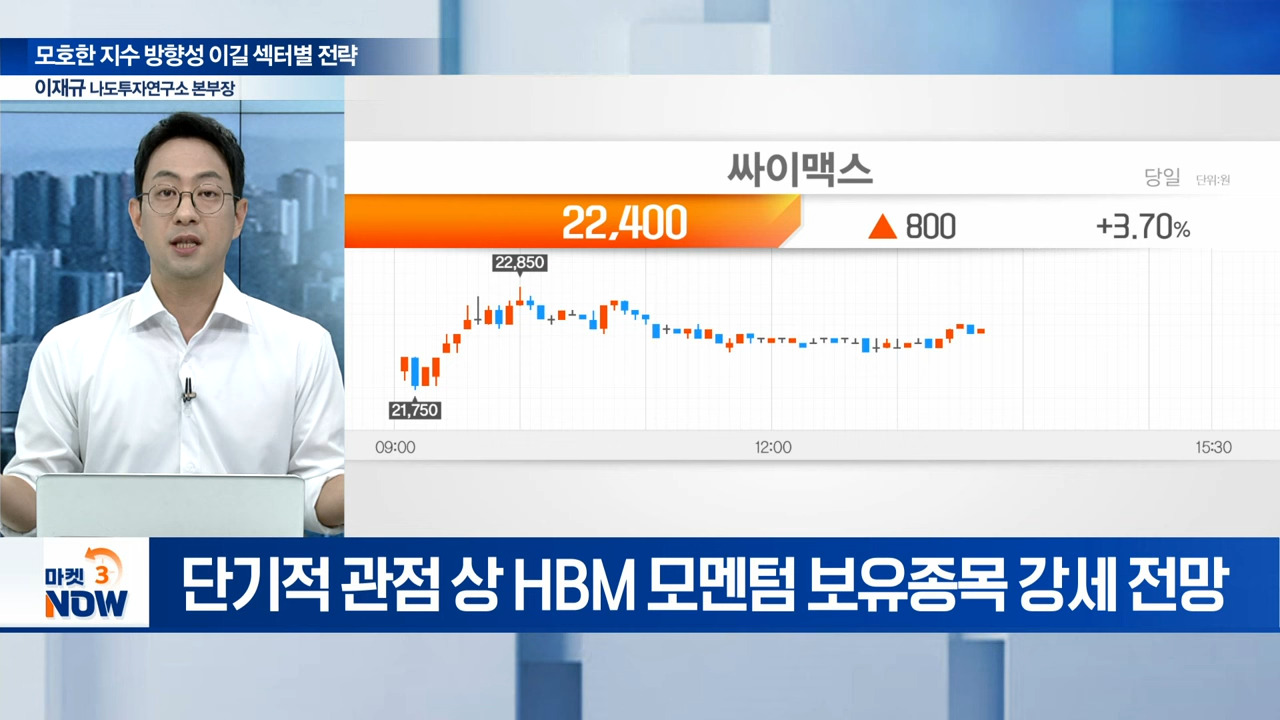 모호한 지수 방향성 이길 섹터별 전략
이재규 나도투자연구소 본부장
싸이맥스
당일 단위:원
22,400 ▲ 800 +3.70%
22,850
21,750
09:00 12:00 15:30
마켓 3
NOW
단기적 관점 상 HBM 모멘텀 보유종목 강세 전망